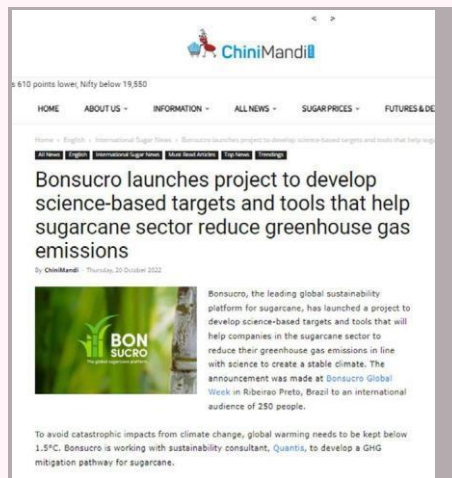 < >
ChiniMandi
s 610 points lower, Nifty below 19,550
HOME ABOUT US INFORMATION ALL NEWS SUGAR PRICES FUTURES & DE
Home » English » International Sugar News » Bonsucro launches project to develop science-based targets and tools that help
All News English International Sugar News Must Read Articles Top News Trendings
Bonsucro launches project to develop
science-based targets and tools that help
sugarcane sector reduce greenhouse gas
emissions
By ChiniMandi - Thursday, 20 October 2022
BON
SUCRO
The global sugarcane platform
Bonsucro, the leading global sustainability
platform for sugarcane, has launched a project to
develop science-based targets and tools that will
help companies in the sugarcane sector to
reduce their greenhouse gas emissions in line
with science to create a stable climate. The
announcement was made at Bonsucro Global
Week in Ribeirao Preto, Brazil to an international
audience of 250 people.
To avoid catastrophic impacts from climate change, global warming needs to be kept below
1.5°C. Bonsucro is working with sustainability consultant, Quantis, to develop a GHG
mitigation pathway for sugarcane.